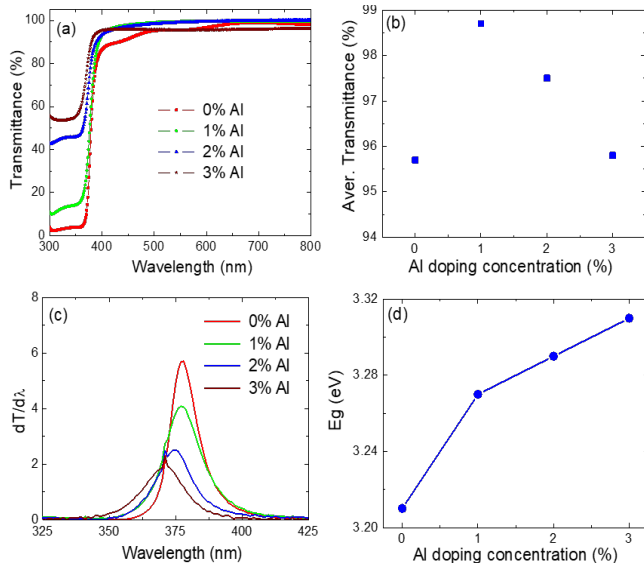 (a)
Transmittance (%)
100
80
60
40
20
0
300 400 500 600 700 800
Wavelength (nm)
0% Al
1% Al
2% Al
3% Al
(b)
Aver. Transmittance (%)
99
98
97
96
95
94
0 1 2 3
Al doping concentration (%)
(c)
dT/dλ
8
6
4
2
0
325 350 375 400 425
Wavelength (nm)
0% Al
1% Al
2% Al
3% Al
(d)
Eg (eV)
3.32
3.28
3.24
3.20
0 1 2 3
Al doping concentration (%)